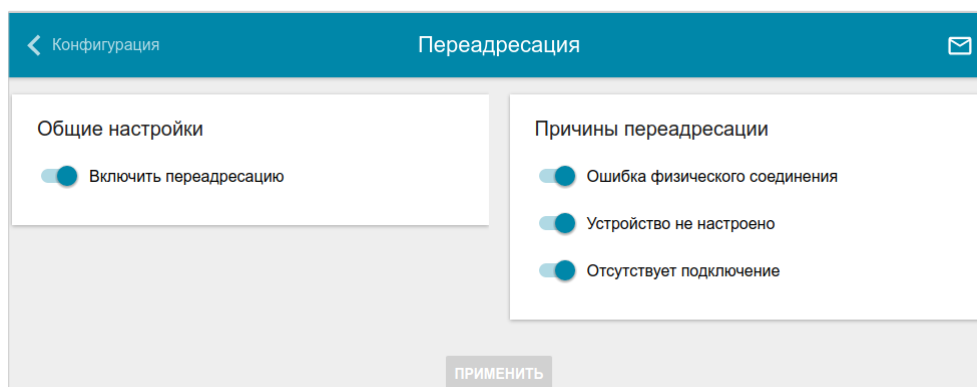 Конфигурация
Переадресация
Общие настройки
Включить переадресацию
Причины переадресации
Ошибка физического соединения
Устройство не настроено
Отсутствует подключение
ПРИМЕНИТЬ